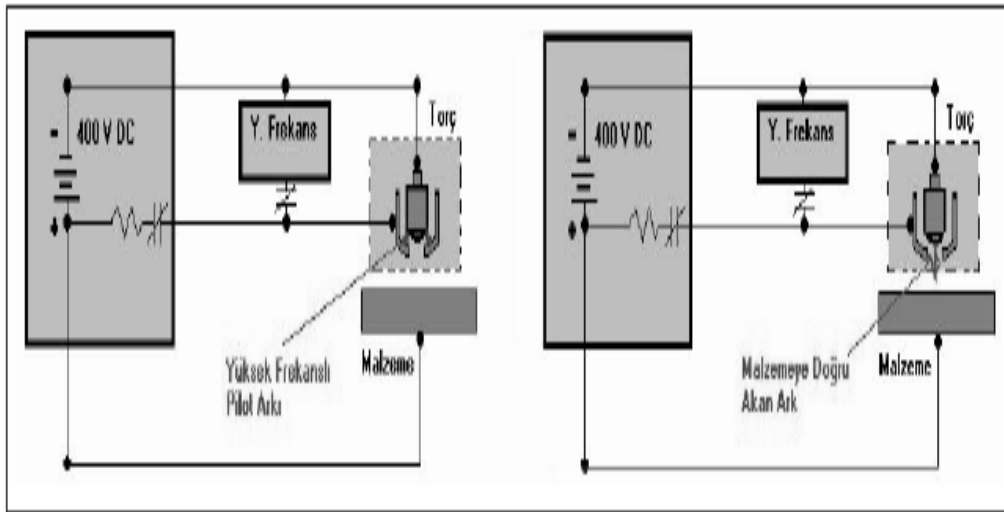 - 400 V DC
+
Y. Frekans
Torç
Malzeme
Yüksek Frekanslı
Pilot Arkı
- 400 V DC
+
Y. Frekans
Torç
Malzeme
Malzemeye Doğru
Akan Ark